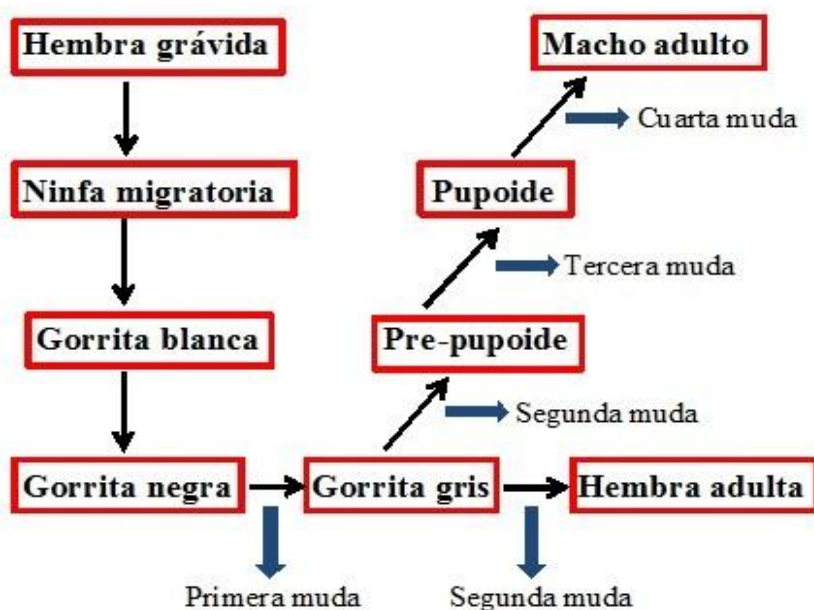 Hembra grávida
Macho adulto
Cuarta muda
Ninfa migratoria
Pupoide
Tercera muda
Gorrita blanca
Pre-pupoide
Segunda muda
Gorrita negra
Gorrita gris
Hembra adulta
Primera muda
Segunda muda